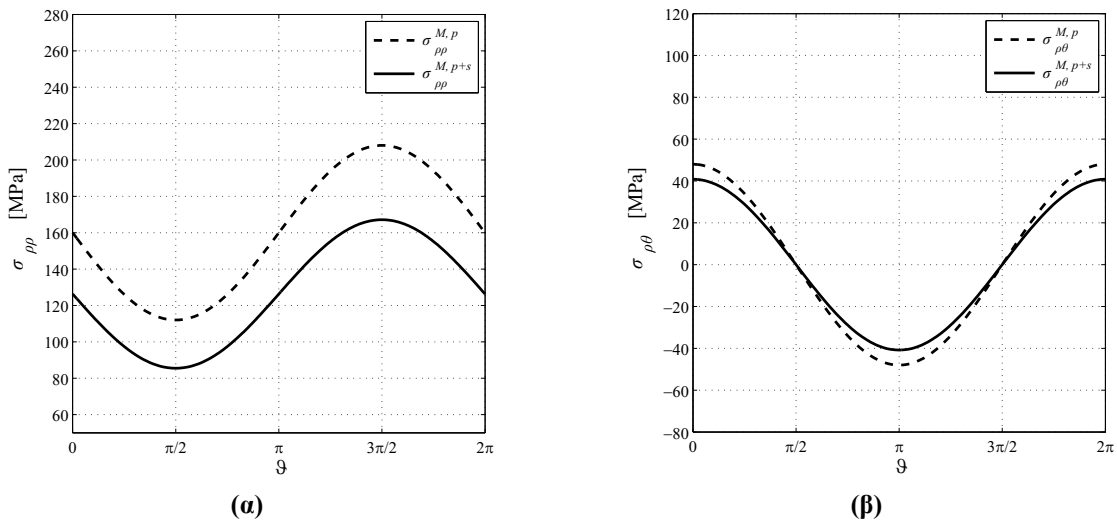 280
260
240
220
200
180
160
140
120
100
80
60
0
π/2
π
3π/2
2π
ϑ
σ ρρ [MPa]
σ ρρ M, p
σ ρρ M, p+s
(α)
120
100
80
60
40
20
0
−20
−40
−60
−80
0
π/2
π
3π/2
2π
ϑ
σ ρθ [MPa]
σ ρθ M, p
σ ρθ M, p+s
(β)